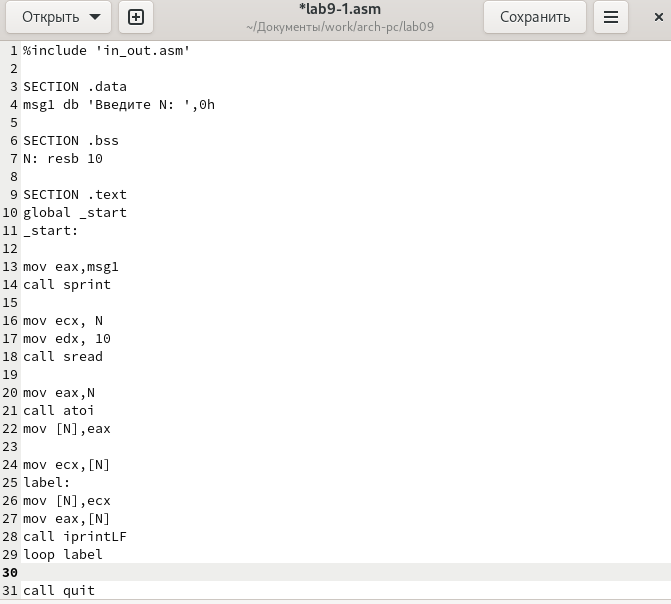 Открыть
*lab9-1.asm
~/Документы/work/arch-pc/lab09
Сохранить
1 %include 'in_out.asm'
2
3 SECTION .data
4 msg1 db 'Введите N: ',0h
5
6 SECTION .bss
7 N: resb 10
8
9 SECTION .text
10 global _start
11 _start:
12
13 mov eax,msg1
14 call sprint
15
16 mov ecx, N
17 mov edx, 10
18 call sread
19
20 mov eax,N
21 call atoi
22 mov [N],eax
23
24 mov ecx,[N]
25 label:
26 mov [N],ecx
27 mov eax,[N]
28 call iprintLF
29 loop label
30
31 call quit